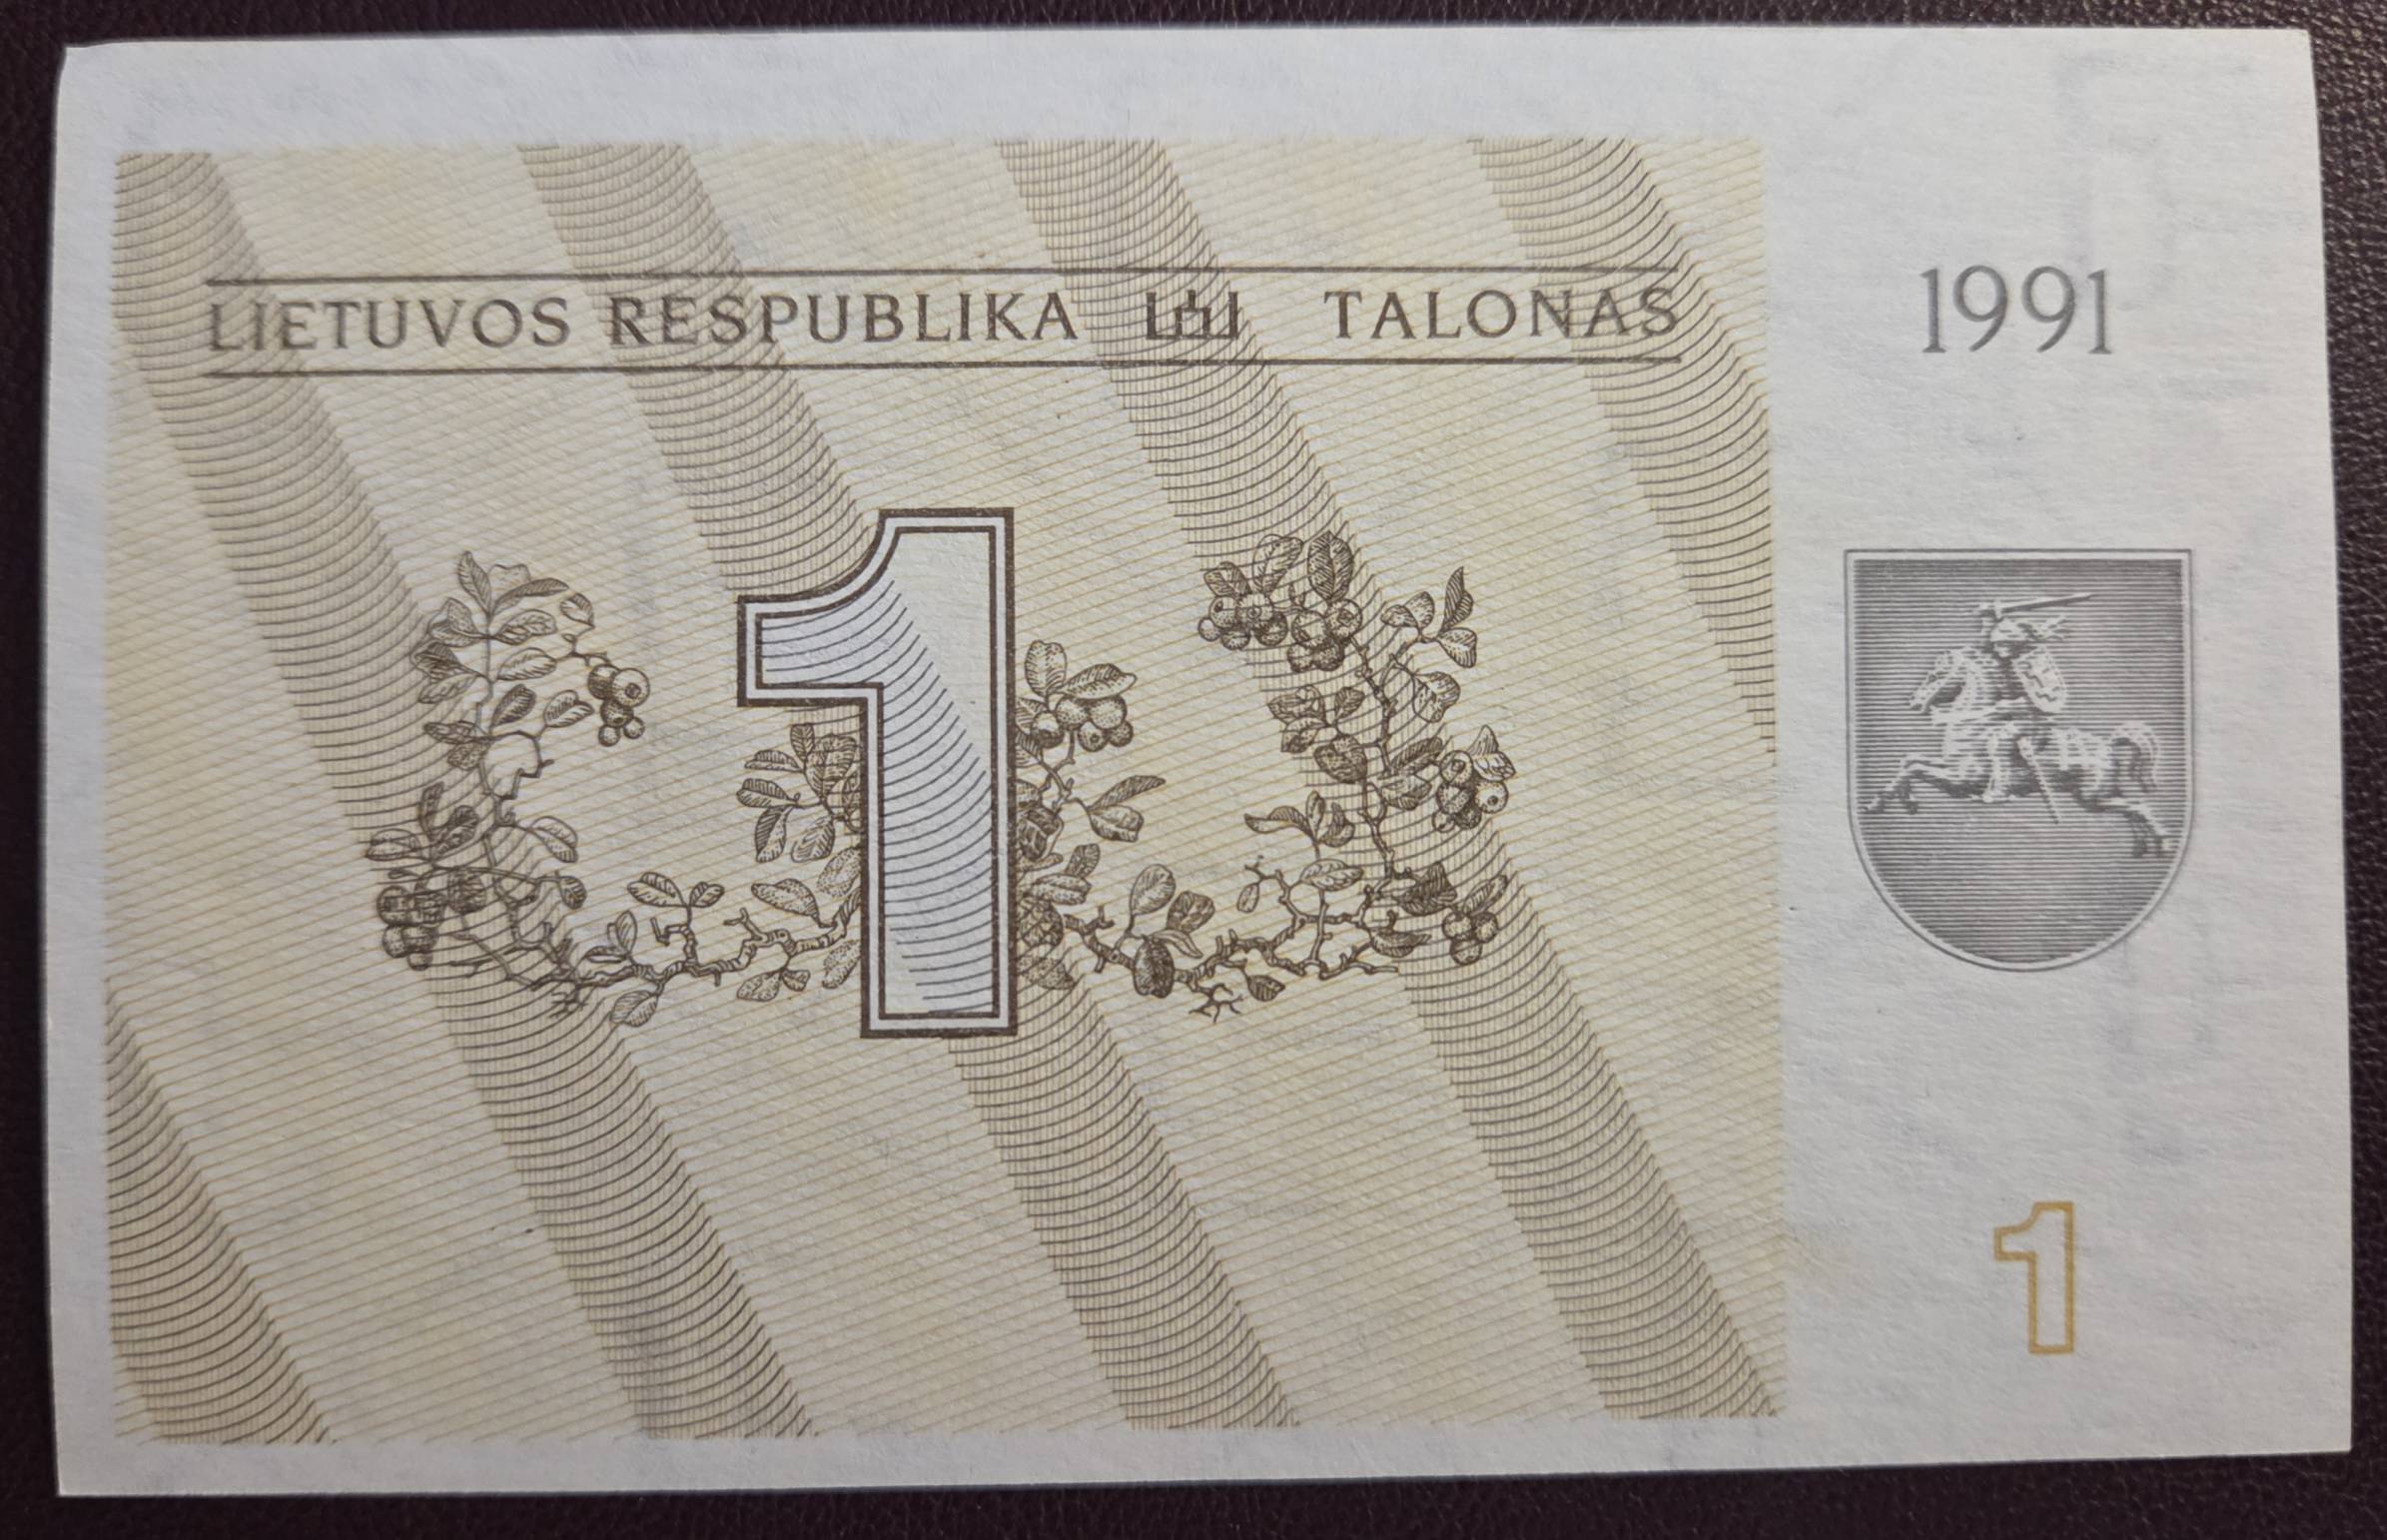 LIETUVOS RESPUBLIKA TALONAS
1991
1
1